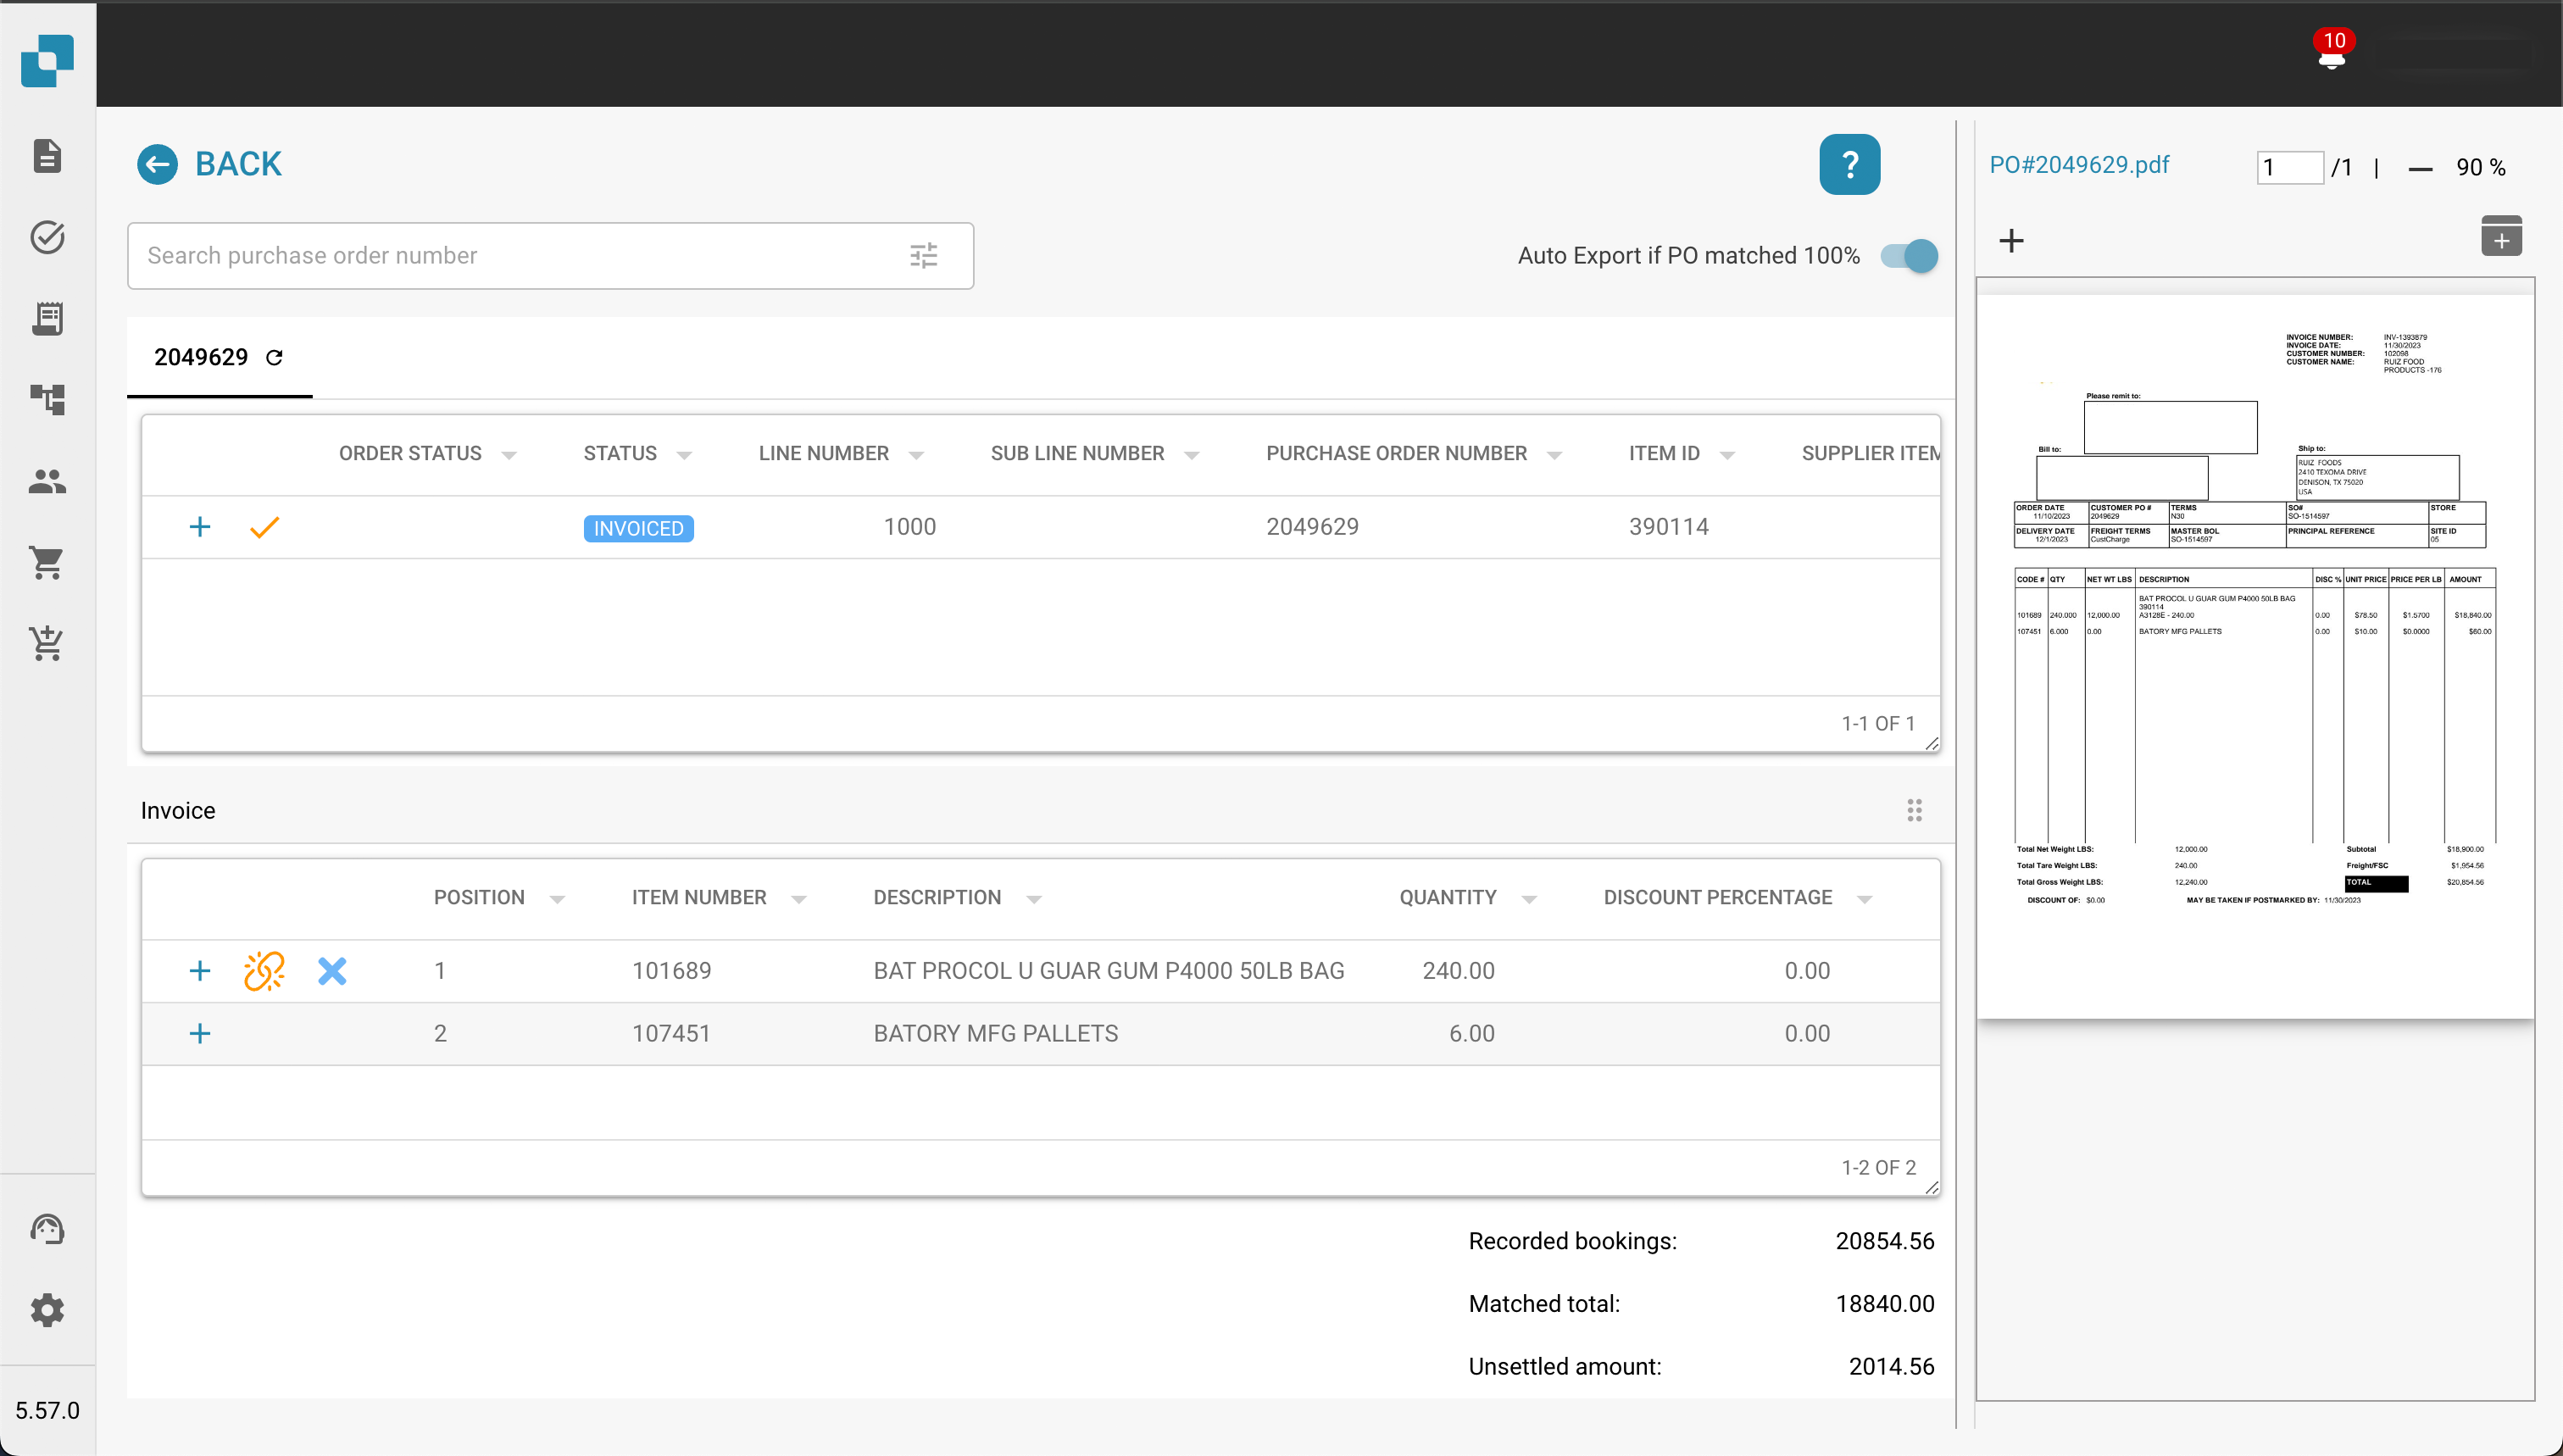 10
BACK
?
Search purchase order number
Auto Export if PO matched 100%
2049629
ORDER STATUS STATUS LINE NUMBER SUB LINE NUMBER PURCHASE ORDER NUMBER ITEM ID SUPPLIER ITEM
INVOICED 1000 2049629 390114
1-1 OF 1
Invoice
POSITION ITEM NUMBER DESCRIPTION QUANTITY DISCOUNT PERCENTAGE
1 101689 BAT PROCOL U GUAR GUM P4000 50LB BAG 240.00 0.00
2 107451 BATORY MFG PALLETS 6.00 0.00
1-2 OF 2
Recorded bookings: 20854.56
Matched total: 18840.00
Unsettled amount: 2014.56
5.57.0
PO#2049629.pdf 1 /1 | — 90 %
INVOICE NUMBER: INV-1393879
INVOICE DATE: 11/30/2023
CUSTOMER NUMBER: 102098
CUSTOMER NAME: RUIZ FOOD
PRODUCTS -176
Please remit to:
Bill to:
Ship to:
RUIZ FOODS
2410 TEXOMA DRIVE
DENISON, TX 75020
USA
ORDER DATE CUSTOMER PO # TERMS SO# STORE
11/10/2023 2049629 N30 SO-1514597
DELIVERY DATE FREIGHT TERMS MASTER BOL PRINCIPAL REFERENCE SITE ID
12/1/2023 CustCharge SO-1514597 05
CODE # QTY NET WT LBS DESCRIPTION DISC % UNIT PRICE PRICE PER LB AMOUNT
BAT PROCOL U GUAR GUM P4000 50LB BAG
390114
101689 240.000 12,000.00 A3128E - 240.00 0.00 $78.50 $1.5700 $18,840.00
107451 6.000 0.00 BATORY MFG PALLETS 0.00 $10.00 $0.0000 $60.00
Total Net Weight LBS: 12,000.00 Subtotal $18,900.00
Total Tare Weight LBS: 240.00 Freight/FSC $1,954.56
Total Gross Weight LBS: 12,240.00 TOTAL $20,854.56
DISCOUNT OF: $0.00 MAY BE TAKEN IF POSTMARKED BY: 11/30/2023